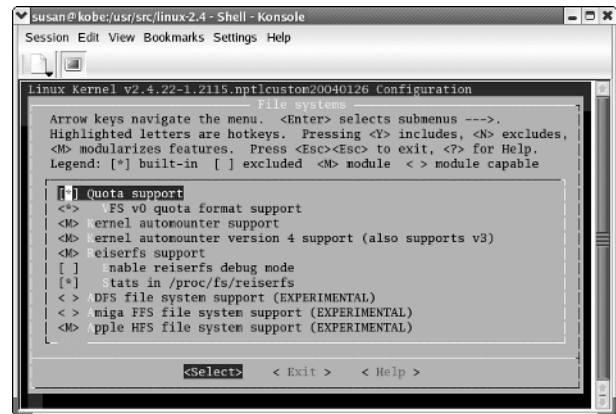 susan@kobe:/usr/src/linux-2.4 - Shell - Konsole
Session Edit View Bookmarks Settings Help
Linux Kernel v2.4.22-1.2115.nptlcustom20040126 Configuration
File systems
Arrow keys navigate the menu. <Enter> selects submenus --->.
Highlighted letters are hotkeys. Pressing <Y> includes, <N> excludes,
<M> modularizes features. Press <Esc><Esc> to exit, <?> for Help.
Legend: [*] built-in [ ] excluded <M> module < > module capable
[*] Quota support
<*> VFS v0 quota format support
<M> Kernel automounter support
<M> Kernel automounter version 4 support (also supports v3)
<M> Reiserfs support
[ ] Enable reiserfs debug mode
[*] Stats in /proc/fs/reiserfs
< > ADFS file system support (EXPERIMENTAL)
< > Amiga FFS file system support (EXPERIMENTAL)
<M> Apple HFS file system support (EXPERIMENTAL)
<Select> < Exit > < Help >